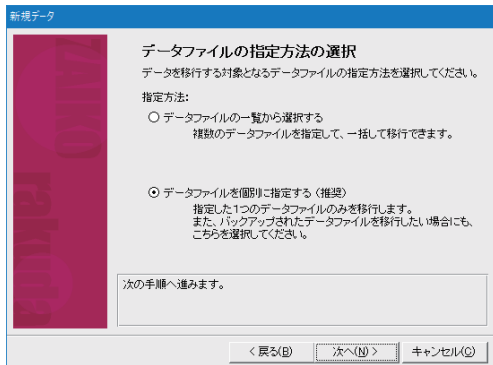 新規データ
データファイルの指定方法の選択
データを移行する対象となるデータファイルの指定方法を選択してください。
指定方法:
データファイルの一覧から選択する
複数のデータファイルを指定して、一括して移行できます。
データファイルを個別に指定する(推奨)
指定した1つのデータファイルのみを移行します。
また、バックアップされたデータファイルを移行したい場合にも、
こちらを選択してください。
次の手順へ進みます。
< 戻る(B) 次へ(N) > キャンセル(C)
ZAIKO
rakuda